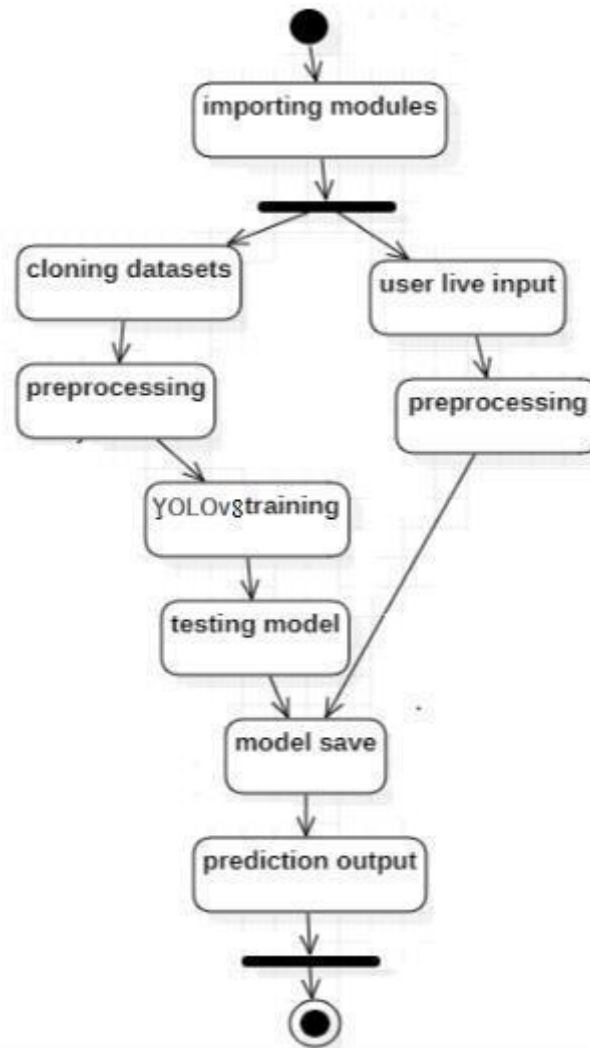 importing modules
cloning datasets
user live input
preprocessing
preprocessing
YOLOv8training
testing model
model save
prediction output